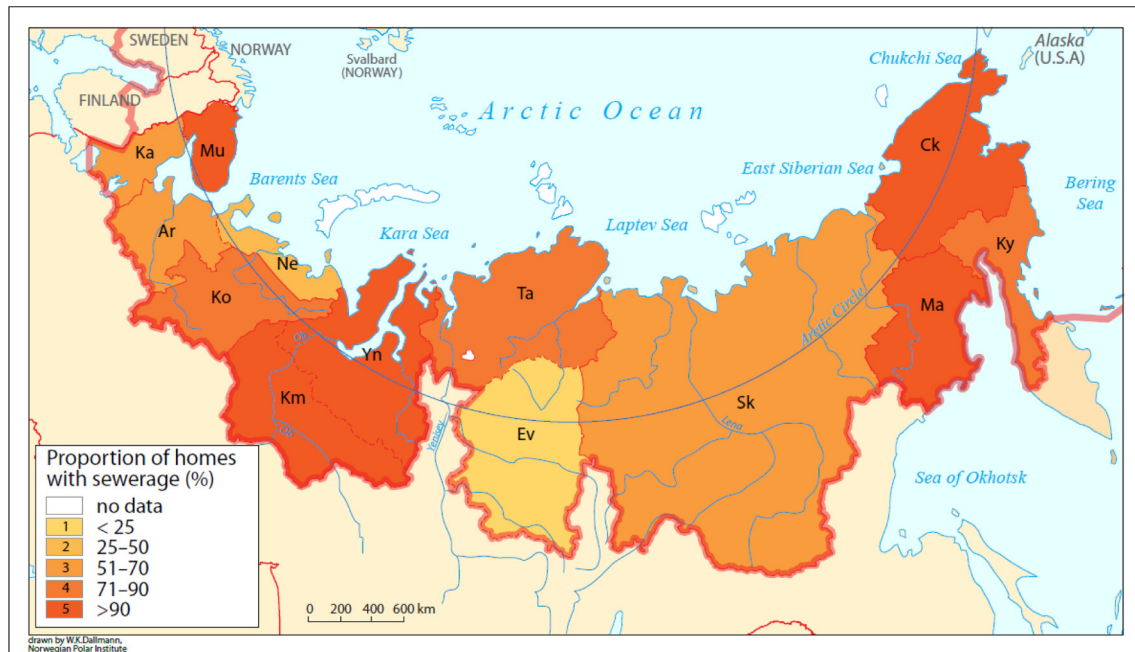 SWEDEN
NORWAY
FINLAND
Svalbard
(NORWAY)
Arctic Ocean
Chukchi Sea
Alaska
(U.S.A)
Ka
Mu
Barents Sea
East Siberian Sea
Ck
Bering
Sea
Ar
Kara Sea
Laptev Sea
Ne
Ky
Ko
Ta
Ma
Arctic Circle
Ob
Yn
Km
Sk
Ob
Yenisey
Ev
Lena
Sea of Okhotsk
Proportion of homes
with sewerage (%)
no data
1 < 25
2 25–50
3 51–70
4 71–90
5 >90
0 200 400 600 km
drawn by W.K.Dallmann,
Norwegian Polar Institute